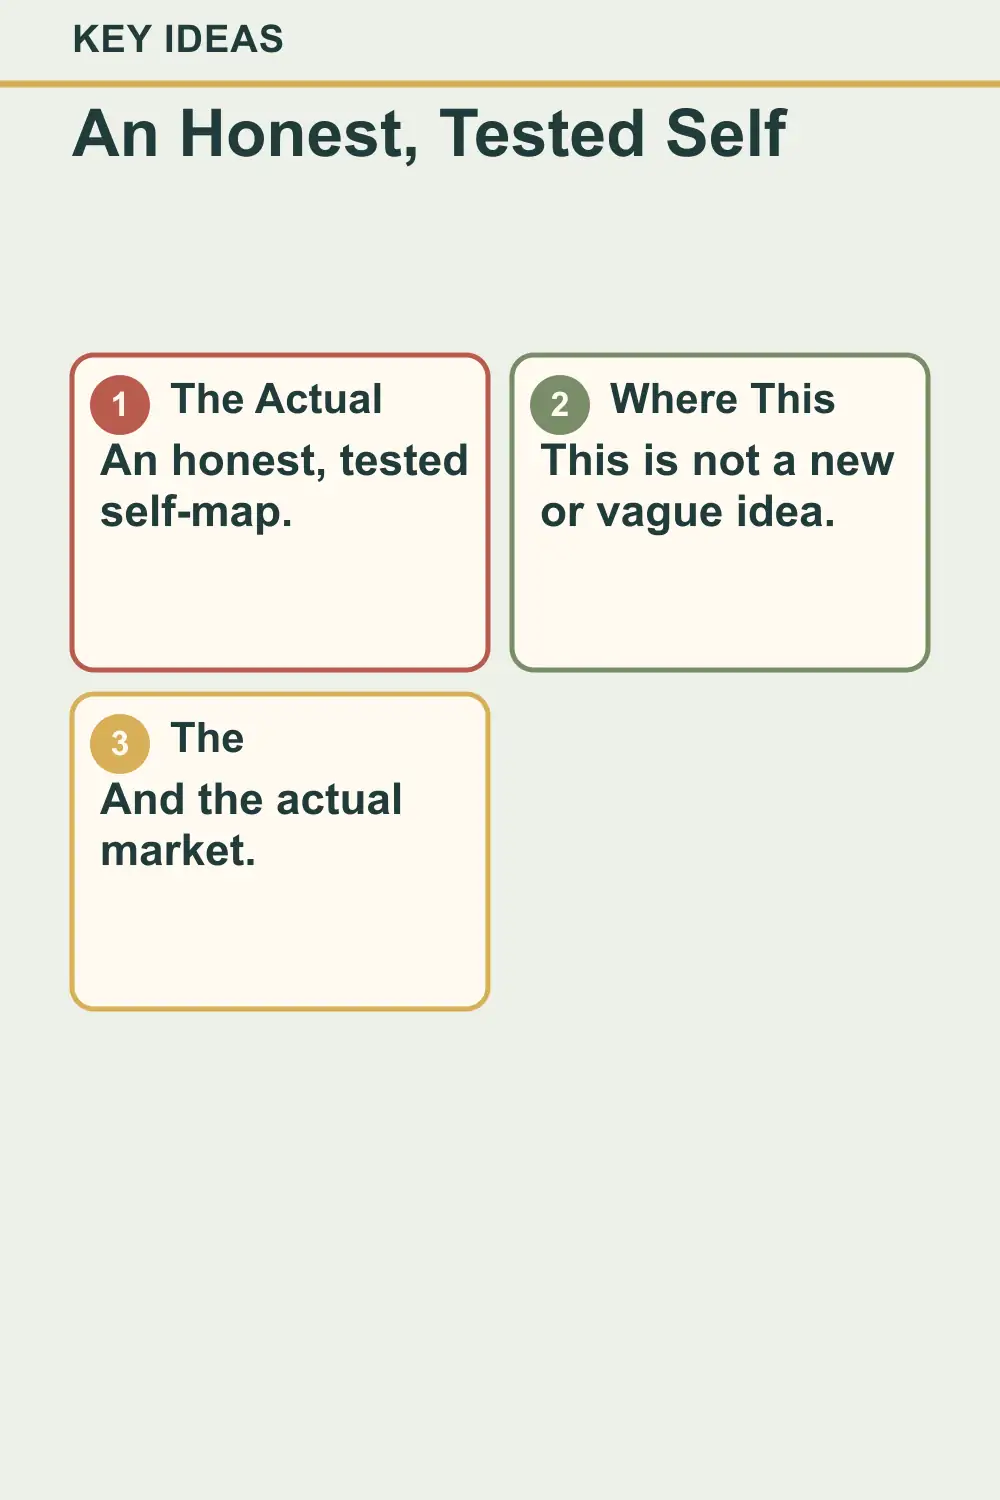 KEY IDEAS
An Honest, Tested Self
1 The Actual
An honest, tested
self-map.
2 Where This
This is not a new
or vague idea.
3 The
And the actual
market.